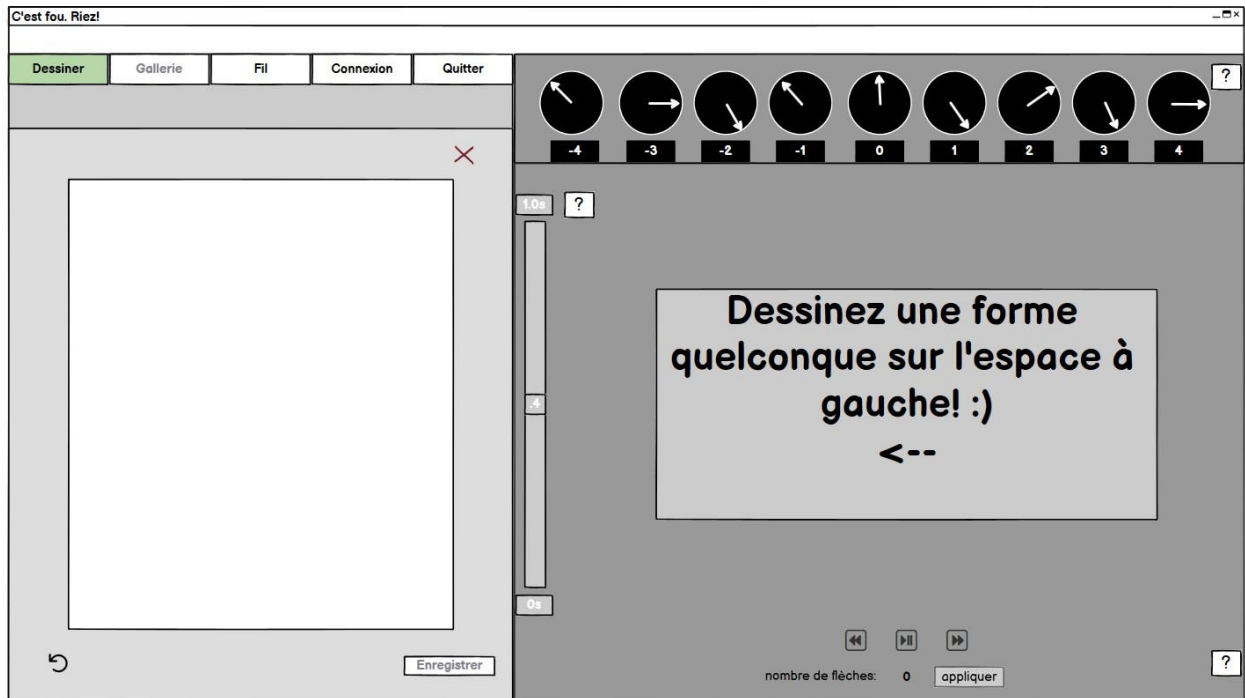 C'est fou. Riez!
Dessiner Gallerie Fil Connexion Quitter
?
-4 -3 -2 -1 0 1 2 3 4
1.0s ?
Dessinez une forme
quelconque sur l'espace à
gauche! :)
<--
.4
0s
Enregistrer
nombre de flèches: 0 appliquer
?